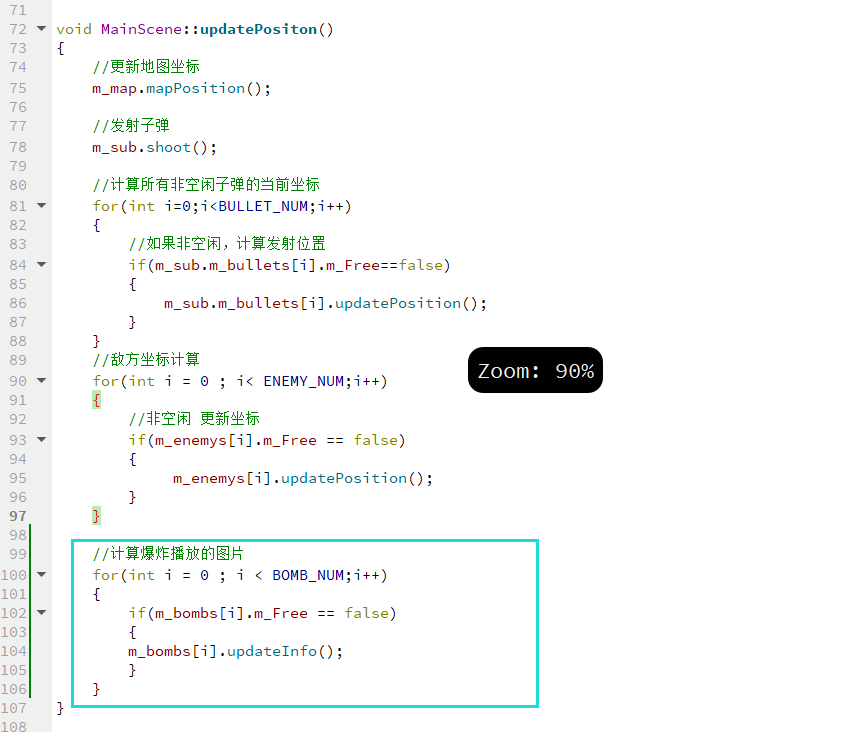 71
72 void MainScene::updatePositon()
73 {
74 //更新地图坐标
75 m_map.mapPosition();
76
77 //发射子弹
78 m_sub.shoot();
79
80 //计算所有非空闲子弹的当前坐标
81 for(int i=0;i<BULLET_NUM;i++)
82 {
83 //如果非空闲，计算发射位置
84 if(m_sub.m_bullets[i].m_Free==false)
85 {
86 m_sub.m_bullets[i].updatePosition();
87 }
88 }
89 //敌方坐标计算
90 for(int i = 0 ; i< ENEMY_NUM;i++)
Zoom: 90%
91 {
92 //非空闲 更新坐标
93 if(m_enemys[i].m_Free == false)
94 {
95 m_enemys[i].updatePosition();
96 }
97 }
98
99 //计算爆炸播放的图片
100 for(int i = 0 ; i < BOMB_NUM;i++)
101 {
102 if(m_bombs[i].m_Free == false)
103 {
104 m_bombs[i].updateInfo();
105 }
106 }
107 }
108